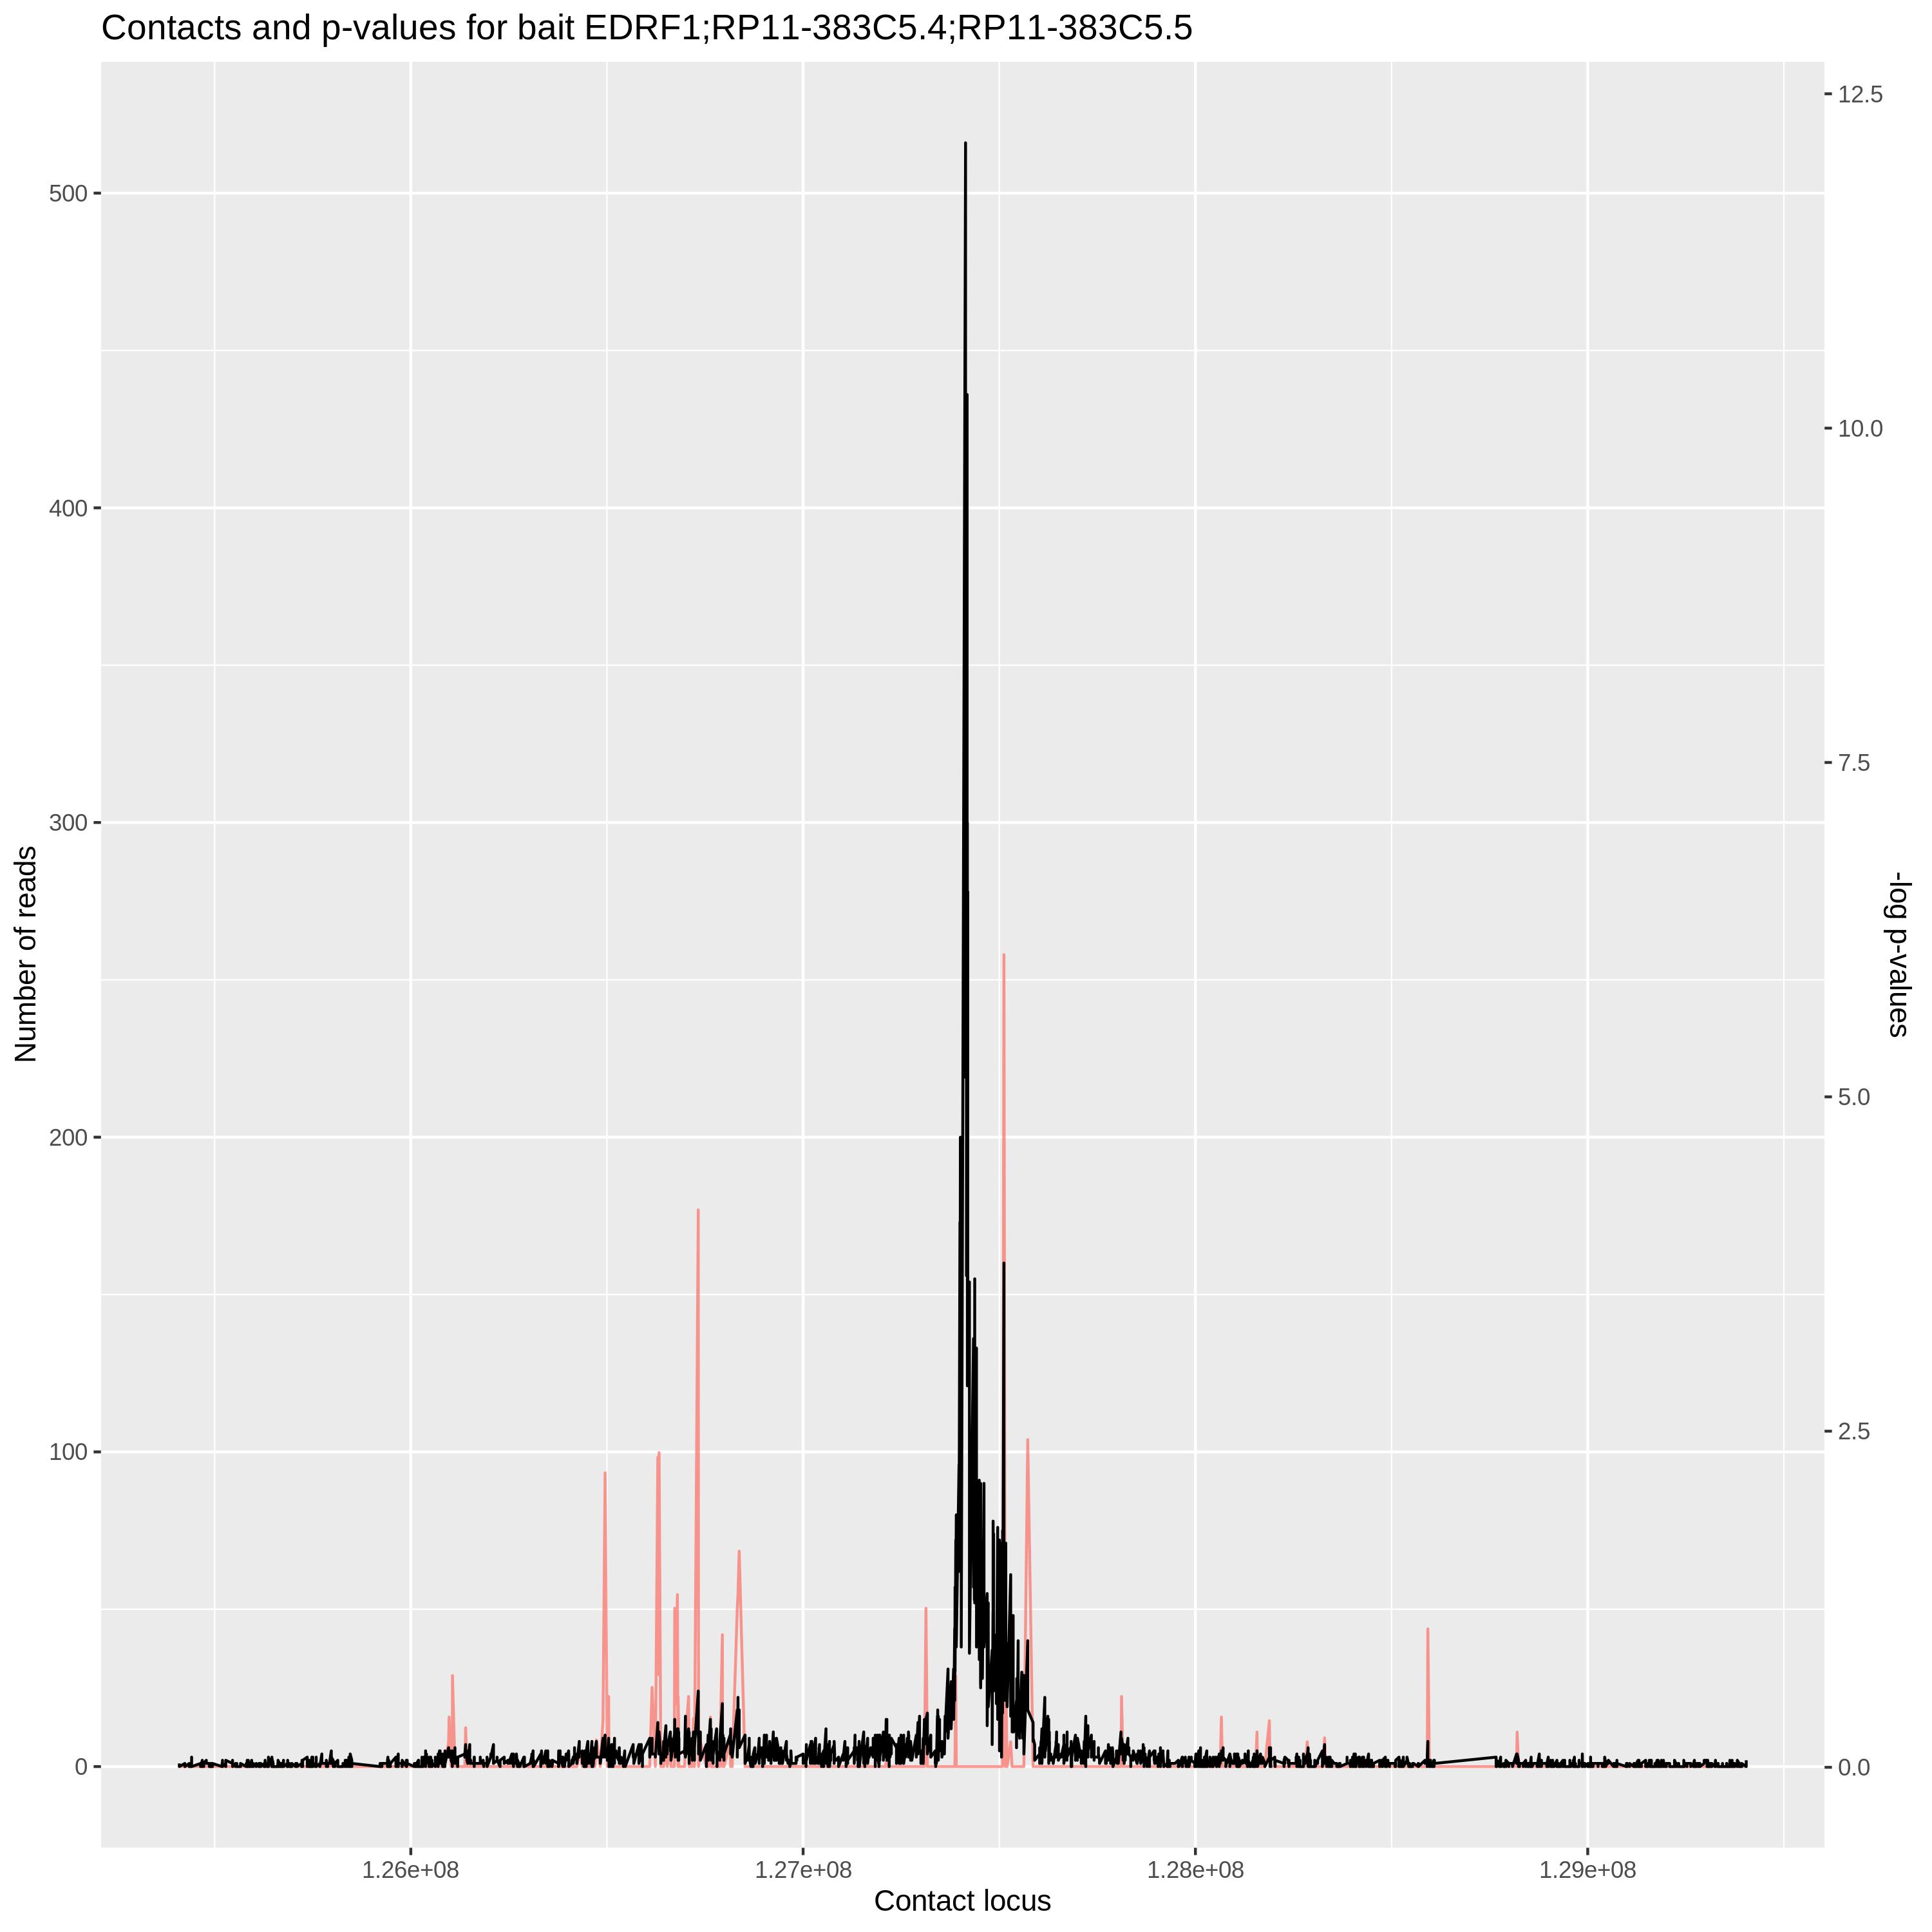 Contacts and p-values for bait EDRF1;RP11-383C5.4;RP11-383C5.5
Number of reads
500
400
300
200
100
0
12.5
10.0
7.5
5.0
2.5
0.0
-log p-values
1.26e+08
1.27e+08
1.28e+08
1.29e+08
Contact locus